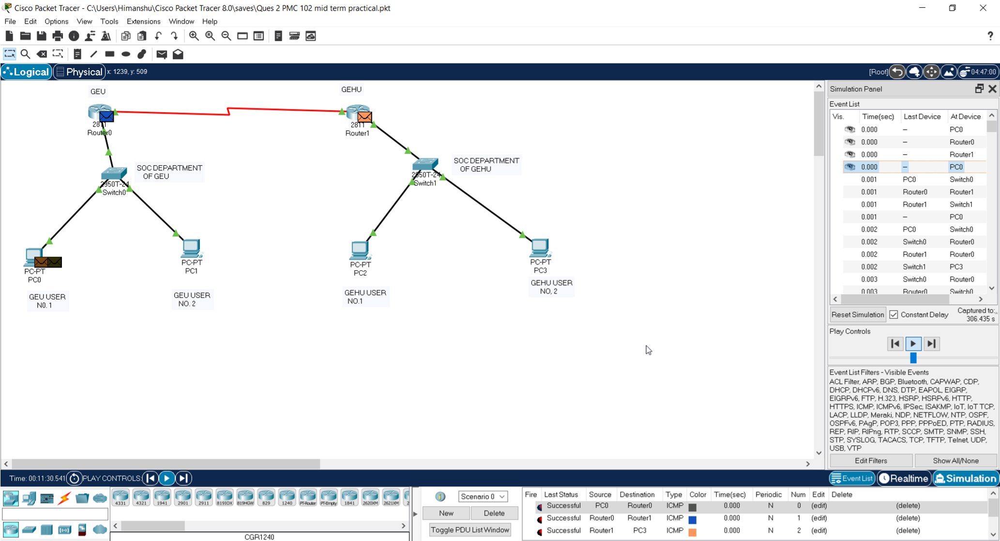 Cisco Packet Tracer - C:\Users\Himanshu\Cisco Packet Tracer 8.0\saves\Ques 2 PMC 102 mid term practical.pkt
File Edit Options View Tools Extensions Window Help
Logical Physical x: 1239, y: 509 [Root] 04:47:00
GEU
GEHU
2811
Router0
2811
Router1
SOC DEPARTMENT
OF GEU
SOC DEPARTMENT
OF GEHU
2950T-24
Switch0
2950T-24
Switch1
PC-PT
PC0
PC-PT
PC1
PC-PT
PC2
PC-PT
PC3
GEU USER
N0. 1
GEU USER
NO. 2
GEHU USER
NO.1
GEHU USER
NO, 2
Simulation Panel
Event List
Vis. Time(sec) Last Device At Device
0.000 – PC0
0.000 – Router0
0.000 – Router1
0.000 – PC0
0.001 PC0 Switch0
0.001 Router0 Router1
0.001 Router1 Switch1
0.001 – PC0
0.002 PC0 Switch0
0.002 Switch0 Router0
0.002 Router1 Router0
0.002 Switch1 PC3
0.003 Switch0 Router0
0.003 Router0 Switch0
Reset Simulation Constant Delay Captured to:
306.435 s
Play Controls
Event List Filters - Visible Events
ACL Filter, ARP, BGP, Bluetooth, CAPWAP, CDP,
DHCP, DHCPv6, DNS, DTP, EAPOL, EIGRP,
EIGRPv6, FTP, H.323, HSRP, HSRPv6, HTTP,
HTTPS, ICMP, ICMPv6, IPSec, ISAKMP, IoT, IoT TCP,
LACP, LLDP, Meraki, NDP, NETFLOW, NTP, OSPF,
OSPFv6, PAgP, POP3, PPP, PPPoED, PTP, RADIUS,
REP, RIP, RIPng, RTP, SCCP, SMTP, SNMP, SSH,
STP, SYSLOG, TACACS, TCP, TFTP, Telnet, UDP,
USB, VTP
Edit Filters Show All/None
Time: 00:11:30.541 PLAY CONTROLS: Event List Realtime Simulation
4331 4321 1941 2901 2911 819IOX 819HGW 829 1240 PT-Router PT-Empty 1841 2620XM 2621XM 2
CGR1240
Scenario 0
New Delete
Toggle PDU List Window
Fire Last Status Source Destination Type Color Time(sec) Periodic Num Edit Delete
Successful PC0 Router0 ICMP 0.000 N 0 (edit) (delete)
Successful Router0 Router1 ICMP 0.000 N 1 (edit) (delete)
Successful Router1 PC3 ICMP 0.000 N 2 (edit) (delete)